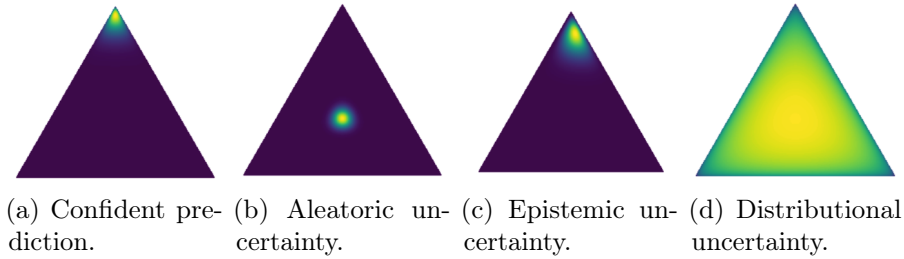 (a) Confident pre-
diction.
(b) Aleatoric un-
certainty.
(c) Epistemic un-
certainty.
(d) Distributional
uncertainty.